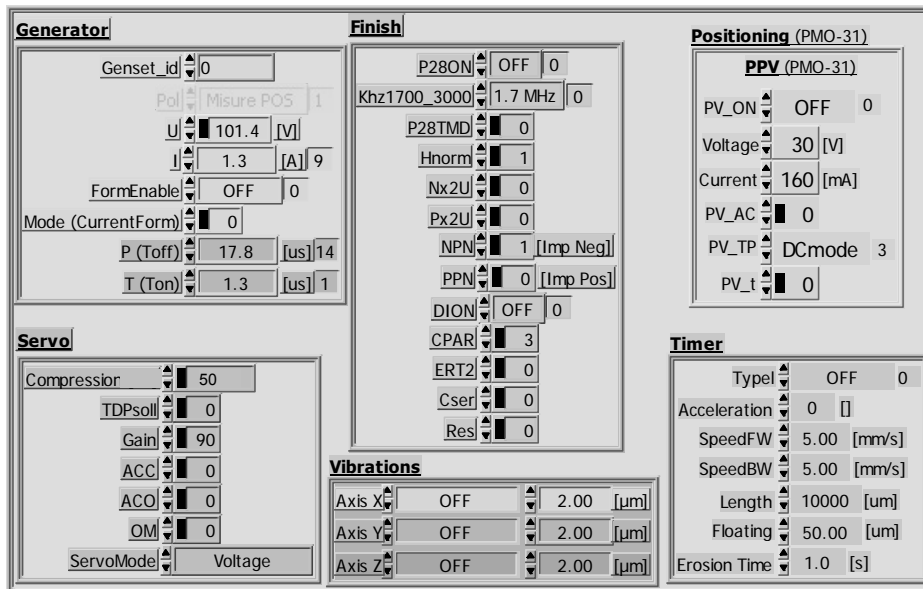 Generator
Genset_id 0
Pol Misure POS 1
U 101.4 [V]
I 1.3 [A] 9
FormEnable OFF 0
Mode (CurrentForm) 0
P (Toff) 17.8 [us] 14
T (Ton) 1.3 [us] 1
Servo
Compression 50
TDPsoll 0
Gain 90
ACC 0
ACO 0
OM 0
ServoMode Voltage
Finish
P28ON OFF 0
Khz1700_3000 1.7 MHz 0
P28TMD 0
Hnorm 1
Nx2U 0
Px2U 0
NPN 1 [Imp Neg]
PPN 0 [Imp Pos]
DION OFF 0
CPAR 3
ERT2 0
Cser 0
Res 0
Vibrations
Axis X OFF 2.00 [µm]
Axis Y OFF 2.00 [µm]
Axis Z OFF 2.00 [µm]
Positioning (PMO-31)
PPV (PMO-31)
PV_ON OFF 0
Voltage 30 [V]
Current 160 [mA]
PV_AC 0
PV_TP DCmode 3
PV_t 0
Timer
TypeI OFF 0
Acceleration 0 []
SpeedFW 5.00 [mm/s]
SpeedBW 5.00 [mm/s]
Length 10000 [um]
Floating 50.00 [um]
Erosion Time 1.0 [s]